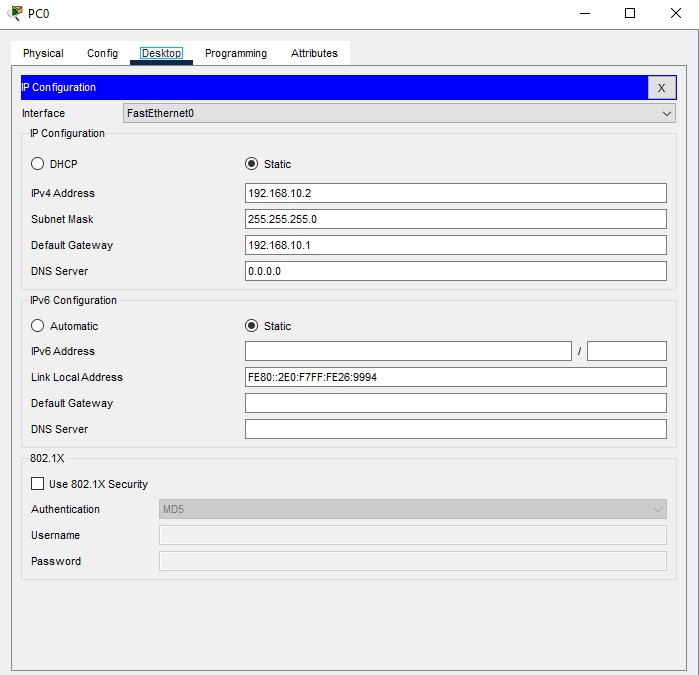 PC0
Physical Config Desktop Programming Attributes
IP Configuration X
Interface FastEthernet0
IP Configuration
DHCP Static
IPv4 Address 192.168.10.2
Subnet Mask 255.255.255.0
Default Gateway 192.168.10.1
DNS Server 0.0.0.0
IPv6 Configuration
Automatic Static
IPv6 Address /
Link Local Address FE80::2E0:F7FF:FE26:9994
Default Gateway
DNS Server
802.1X
Use 802.1X Security
Authentication MD5
Username
Password